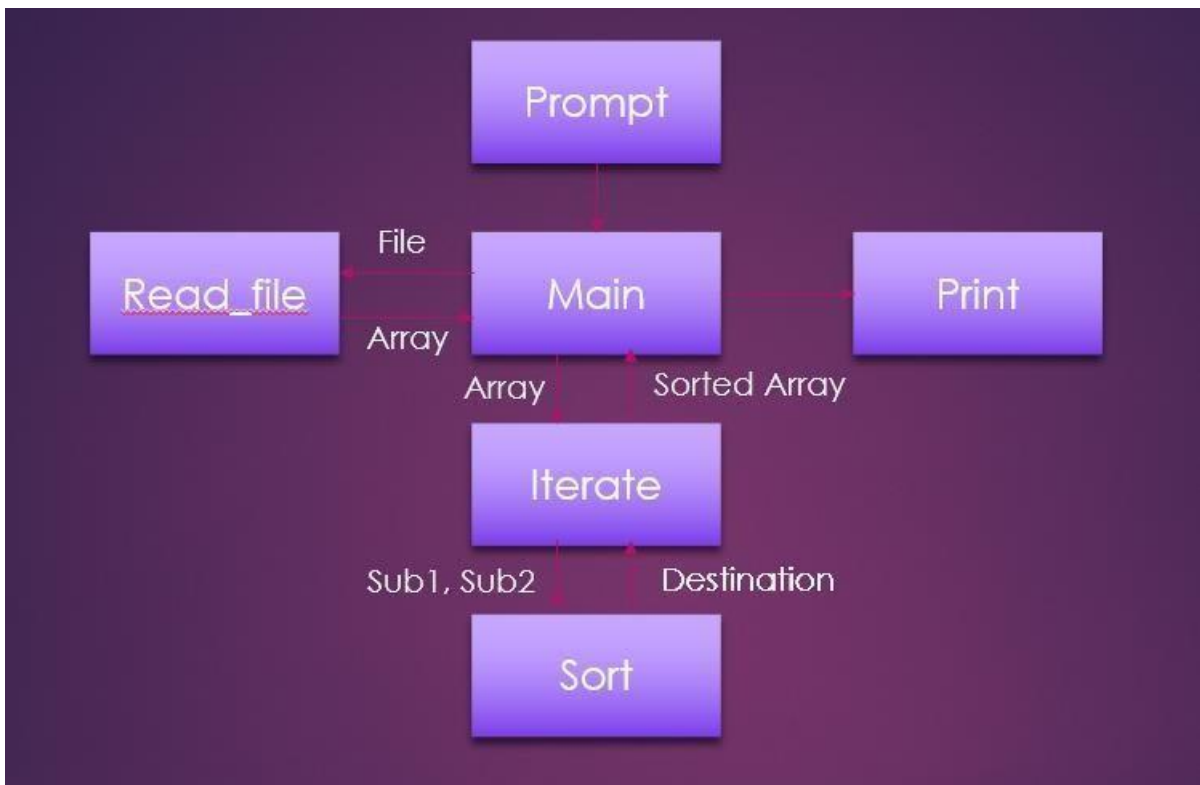 Prompt
File
Read_file
Main
Print
Array
Array
Sorted Array
Iterate
Sub1, Sub2
Destination
Sort